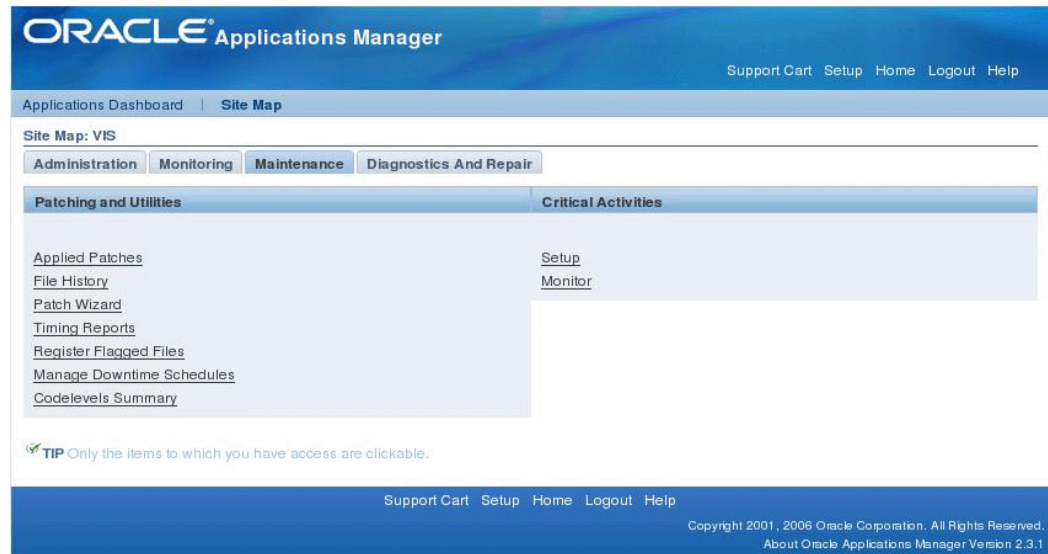 ORACLE® Applications Manager
Support Cart Setup Home Logout Help
Applications Dashboard | Site Map
Site Map: VIS
Administration Monitoring Maintenance Diagnostics And Repair
Patching and Utilities
Applied Patches
File History
Patch Wizard
Timing Reports
Register Flagged Files
Manage Downtime Schedules
Codelevels Summary
Critical Activities
Setup
Monitor
TIP Only the items to which you have access are clickable.
Support Cart Setup Home Logout Help
Copyright 2001, 2006 Oracle Corporation. All Rights Reserved.
About Oracle Applications Manager Version 2.3.1